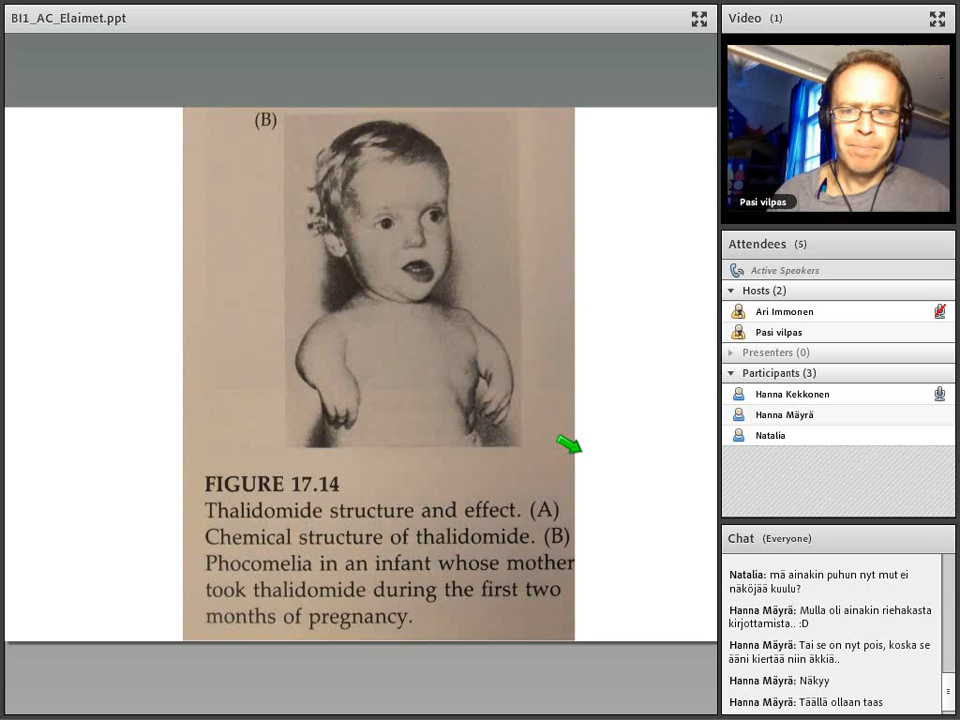 BI1_AC_Elaimet.ppt
(B)
FIGURE 17.14
Thalidomide structure and effect. (A)
Chemical structure of thalidomide. (B)
Phocomelia in an infant whose mother
took thalidomide during the first two
months of pregnancy.
Video (1)
Pasi vilpas
Attendees (5)
Active Speakers
Hosts (2)
Ari Immonen
Pasi vilpas
Presenters (0)
Participants (3)
Hanna Kekkonen
Hanna Mäyrä
Natalia
Chat (Everyone)
Natalia: mä ainakin puhun nyt mut ei
näköjää kuulu?
Hanna Mäyrä: Mulla oli ainakin riehakasta
kirjottamista.. :D
Hanna Mäyrä: Tai se on nyt pois, koska se
ääni kiertää niin äkkiä..
Hanna Mäyrä: Näkyy
Hanna Mäyrä: Täällä ollaan taas